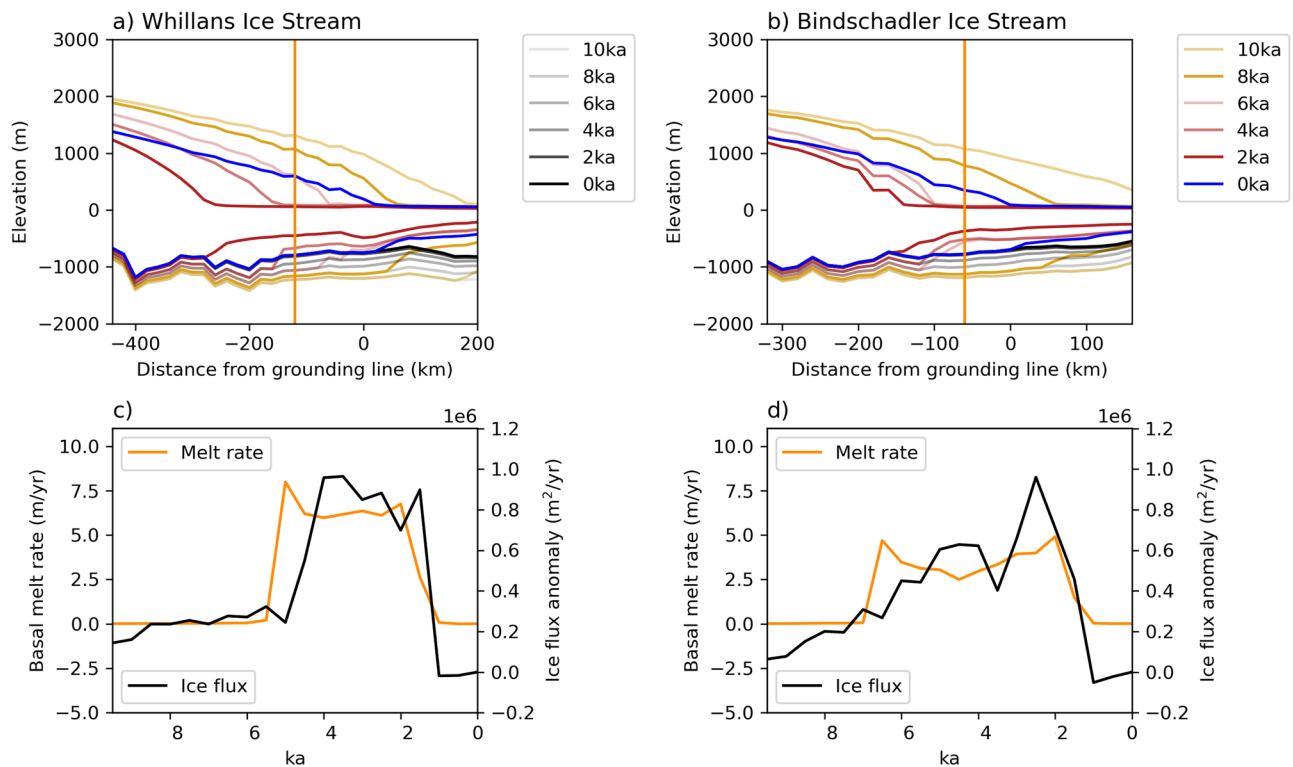 a) Whillans Ice Stream
3000
2000
1000
0
−1000
−2000
Elevation (m)
−400
−200
0
200
Distance from grounding line (km)
10ka
8ka
6ka
4ka
2ka
0ka
b) Bindschadler Ice Stream
3000
2000
1000
0
−1000
−2000
Elevation (m)
−300
−200
−100
0
100
Distance from grounding line (km)
10ka
8ka
6ka
4ka
2ka
0ka
c)
1e6
10.0
7.5
5.0
2.5
0.0
−2.5
−5.0
Basal melt rate (m/yr)
Melt rate
Ice flux
1.2
1.0
0.8
0.6
0.4
0.2
0.0
−0.2
Ice flux anomaly (m²/yr)
8
6
4
2
0
ka
d)
1e6
10.0
7.5
5.0
2.5
0.0
−2.5
−5.0
Basal melt rate (m/yr)
Melt rate
Ice flux
1.2
1.0
0.8
0.6
0.4
0.2
0.0
−0.2
Ice flux anomaly (m²/yr)
8
6
4
2
0
ka